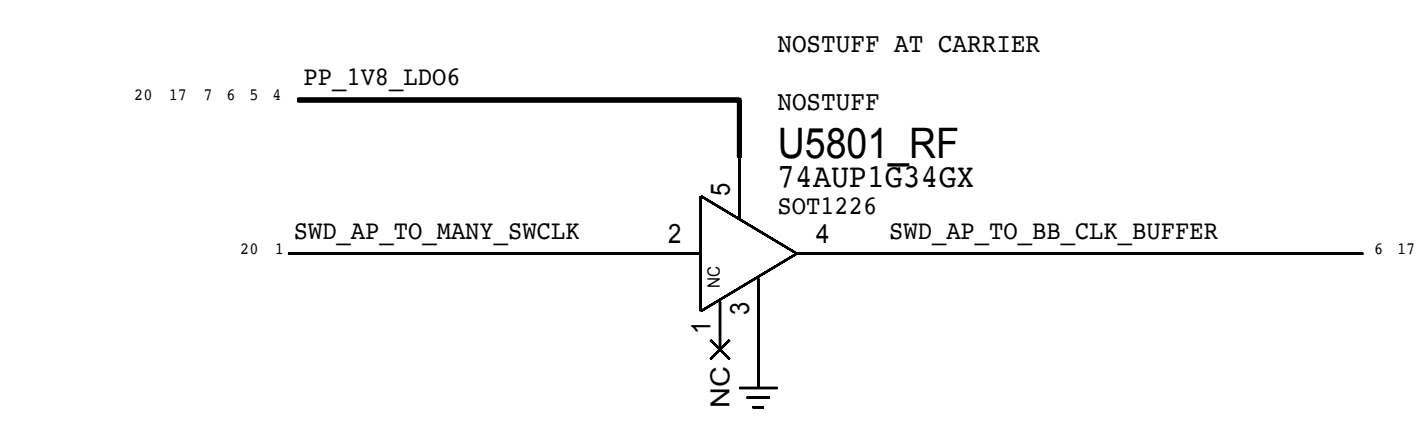 NOSTUFF AT CARRIER
20 17 7 6 5 4 PP_1V8_LDO6
NOSTUFF
U5801_RF
74AUP1G34GX
SOT1226
5
20 1 SWD_AP_TO_MANY_SWCLK 2 4 SWD_AP_TO_BB_CLK_BUFFER 6 17
NC
1 3
NC